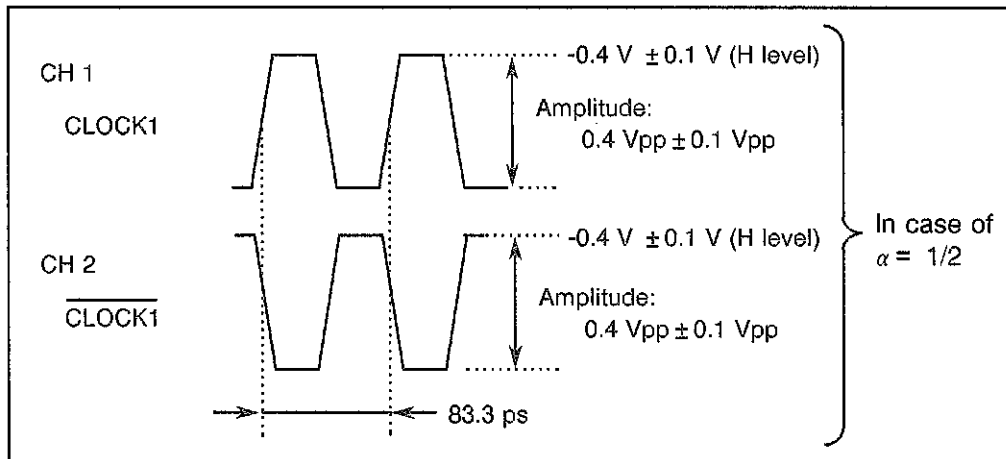 -0.4 V ±0.1 V (H level)
CH 1
Amplitude:
CLOCK1
0.4 Vpp ± 0.1 Vpp
In case of
α = 1/2
-0.4 V ±0.1 V (H level)
CH 2
Amplitude:
CLOCK1
0.4 Vpp ± 0.1 Vpp
83.3 ps